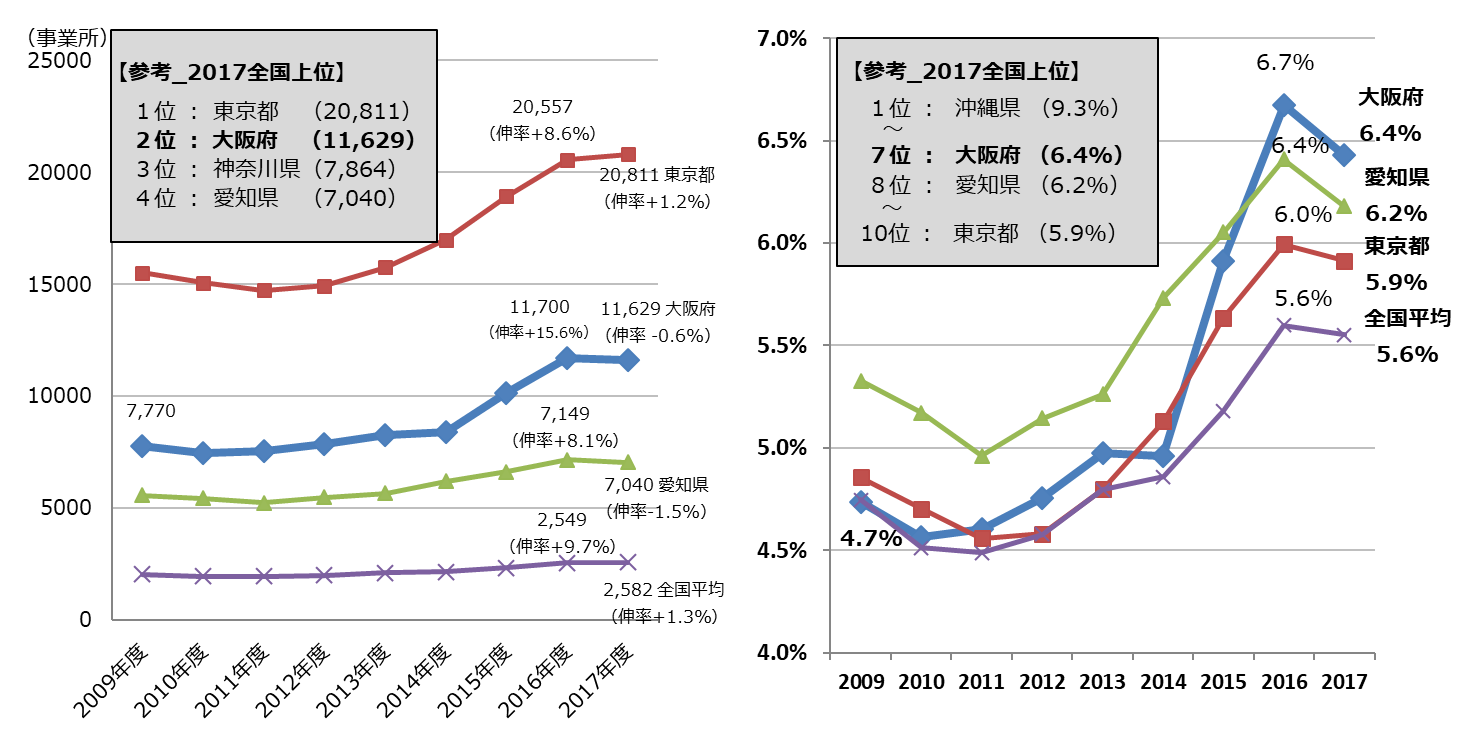 （事業所）
25000
20000
15000
10000
5000
0
【参考_2017全国上位】
１位 ： 東京都 （20,811）
２位 ： 大阪府 （11,629）
３位 ： 神奈川県（7,864）
４位 ： 愛知県 （7,040）
20,557
（伸率+8.6%）
20,811 東京都
（伸率+1.2%）
11,700
（伸率+15.6%）
11,629 大阪府
（伸率 -0.6%）
7,770
7,149
（伸率+8.1%）
7,040 愛知県
（伸率-1.5%）
2,549
（伸率+9.7%）
2,582 全国平均
（伸率+1.3%）
2009年度
2010年度
2011年度
2012年度
2013年度
2014年度
2015年度
2016年度
2017年度
7.0%
6.5%
6.0%
5.5%
5.0%
4.5%
4.0%
【参考_2017全国上位】
１位 ： 沖縄県 （9.3%）
～
７位 ： 大阪府 （6.4%）
８位 ： 愛知県 （6.2%）
～
10位 ： 東京都 （5.9%）
6.7%
大阪府
6.4%
6.4%
愛知県
6.2%
6.0%
東京都
5.9%
5.6%
全国平均
5.6%
4.7%
2009 2010 2011 2012 2013 2014 2015 2016 2017